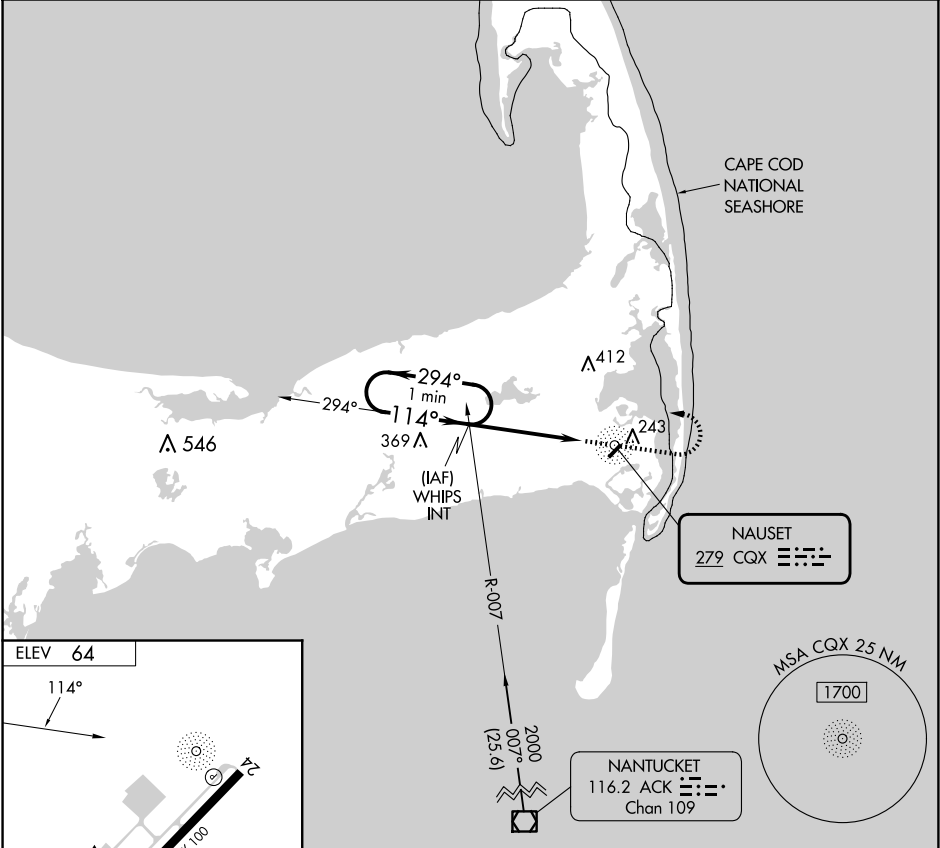 CAPE COD
NATIONAL
SEASHORE
412
294°
1 min
294°
114°
546
369
243
(IAF)
WHIPS
INT
NAUSET
279 CQX
R-007
ELEV 64
114°
MSA CQX 25 NM
1700
2000
007°
(25.6)
NANTUCKET
116.2 ACK
Chan 109
P
24
X 100